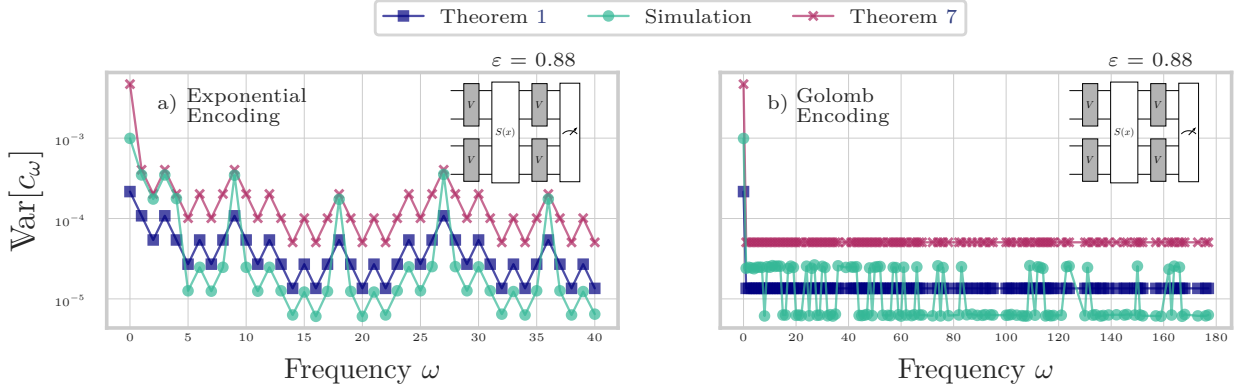 Theorem 1 Simulation Theorem 7
ε = 0.88
a) Exponential
Encoding
V V
S(x)
V V
𝕍ar[c_ω]
10⁻³
10⁻⁴
10⁻⁵
0 5 10 15 20 25 30 35 40
Frequency ω
ε = 0.88
b) Golomb
Encoding
V V
S(x)
V V
0 20 40 60 80 100 120 140 160 180
Frequency ω